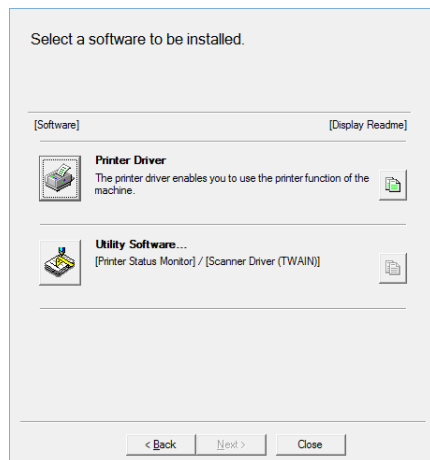 Select a software to be installed.
[Software] [Display Readme]
Printer Driver
The printer driver enables you to use the printer function of the
machine.
Utility Software...
[Printer Status Monitor] / [Scanner Driver (TWAIN)]
< Back Next > Close